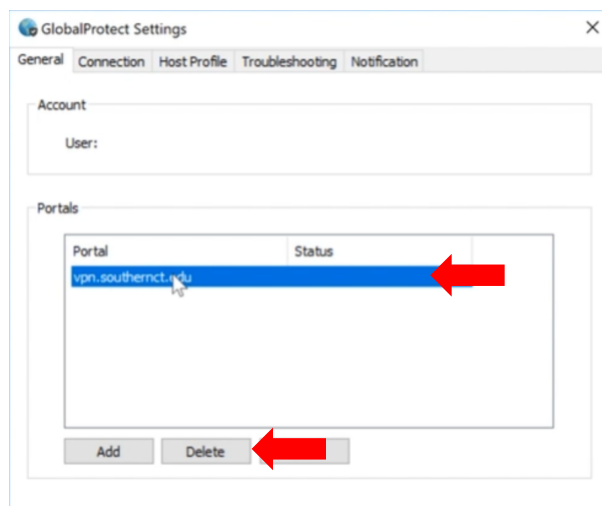 GlobalProtect Settings
General Connection Host Profile Troubleshooting Notification
Account
User:
Portals
Portal Status
vpn.southernct.edu
Add Delete